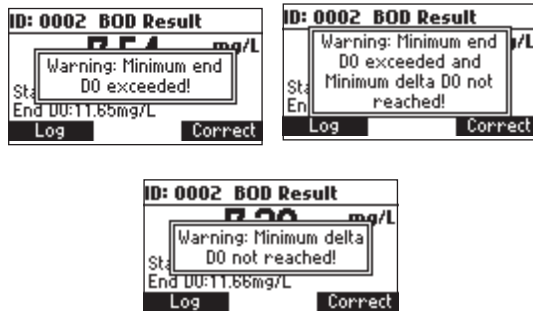 ID: 0002 BOD Result
mg/L
Warning: Minimum end
DO exceeded!
End DO:11.65mg/L
Log Correct
ID: 0002 BOD Result
Warning: Minimum end
DO exceeded and
Minimum delta DO not
reached!
Log Correct
ID: 0002 BOD Result
mg/L
Warning: Minimum delta
DO not reached!
End DO:11.66mg/L
Log Correct